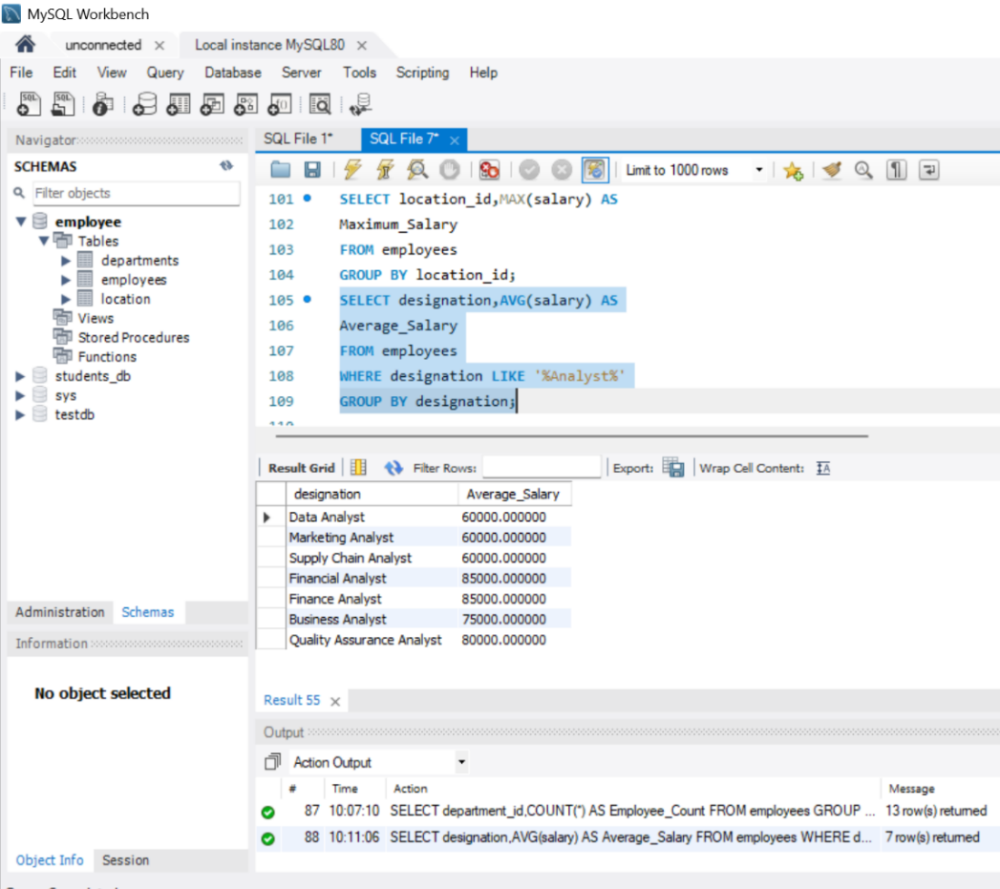 MySQL Workbench
unconnected
Local instance MySQL80
File Edit View Query Database Server Tools Scripting Help
Navigator
SCHEMAS
Filter objects
employee
Tables
departments
employees
location
Views
Stored Procedures
Functions
students_db
sys
testdb
Administration Schemas
Information
No object selected
Object Info Session
SQL File 1*
SQL File 7*
Limit to 1000 rows
101 SELECT location_id,MAX(salary) AS
102 Maximum_Salary
103 FROM employees
104 GROUP BY location_id;
105 SELECT designation,AVG(salary) AS
106 Average_Salary
107 FROM employees
108 WHERE designation LIKE '%Analyst%'
109 GROUP BY designation;
Result Grid Filter Rows: Export: Wrap Cell Content:
designation Average_Salary
Data Analyst 60000.000000
Marketing Analyst 60000.000000
Supply Chain Analyst 60000.000000
Financial Analyst 85000.000000
Finance Analyst 85000.000000
Business Analyst 75000.000000
Quality Assurance Analyst 80000.000000
Result 55
Output
Action Output
# Time Action Message
87 10:07:10 SELECT department_id,COUNT(*) AS Employee_Count FROM employees GROUP ... 13 row(s) returned
88 10:11:06 SELECT designation,AVG(salary) AS Average_Salary FROM employees WHERE d... 7 row(s) returned